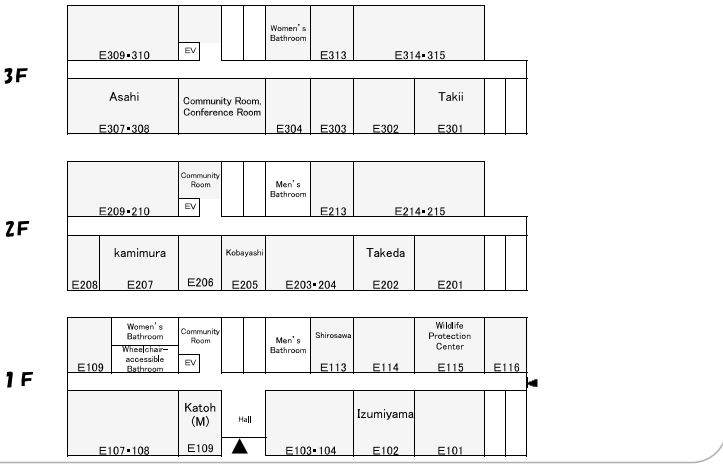 3F
Women's
Bathroom
E309▪310
EV
E313
E314▪315
Asahi
Community Room,
Conference Room
Takii
E307▪308
E304
E303
E302
E301
2F
Community
Room
Men's
Bathroom
E209▪210
EV
E213
E214▪215
kamimura
Kobayashi
Takeda
E208
E207
E206
E205
E203▪204
E202
E201
1F
Women's
Bathroom
Wheelchair-
accessible
Bathroom
Community
Room
Men's
Bathroom
Shirosawa
Wildlife
Protection
Center
E109
EV
E113
E114
E115
E116
Katoh
(M)
Hall
Izumiyama
E107▪108
E109
E103▪104
E102
E101